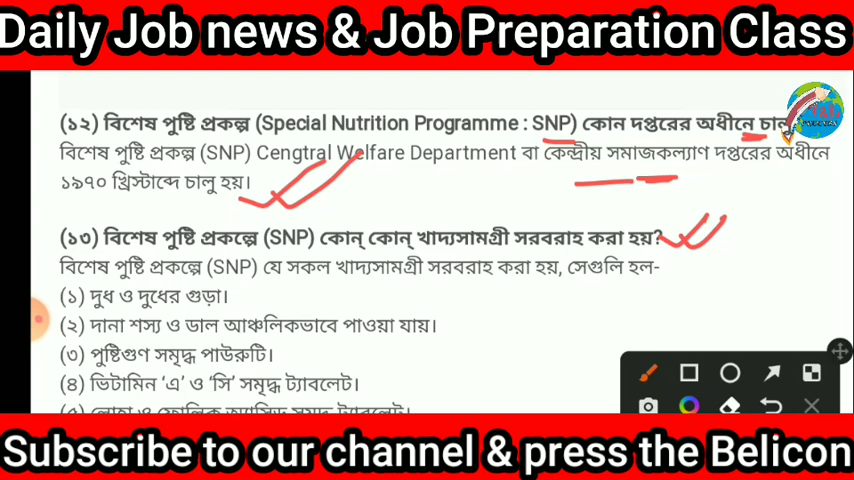 Daily Job news & Job Preparation Class
(১২) বিশেষ পুষ্টি প্রকল্প (Special Nutrition Programme : SNP) কোন দপ্তরের অধীনে
বিশেষ পুষ্টি প্রকল্প (SNP) Cengtral Welfare Department বা কেন্দ্রীয় সমাজকল্যাণ দপ্তরের অধীনে
১৯৭০ খ্রিস্টাব্দে চালু হয়।
(১৩) বিশেষ পুষ্টি প্রকল্পে (SNP) কোন্ কোন্ খাদ্যসামগ্রী সরবরাহ করা হয়?
বিশেষ পুষ্টি প্রকল্পে (SNP) যে সকল খাদ্যসামগ্রী সরবরাহ করা হয়, সেগুলি হল-
(১) দুধ ও দুধের গুড়া।
(২) দানা শস্য ও ডাল আঞ্চলিকভাবে পাওয়া যায়।
(৩) পুষ্টিগুণ সমৃদ্ধ পাউরুটি।
(৪) ভিটামিন ‘এ’ ও ‘সি’ সমৃদ্ধ ট্যাবলেট।
(৫) লোহা ও ফোলিক অ্যাসিড সমৃদ্ধ ট্যাবলেট।
Subscribe to our channel & press the Belicon